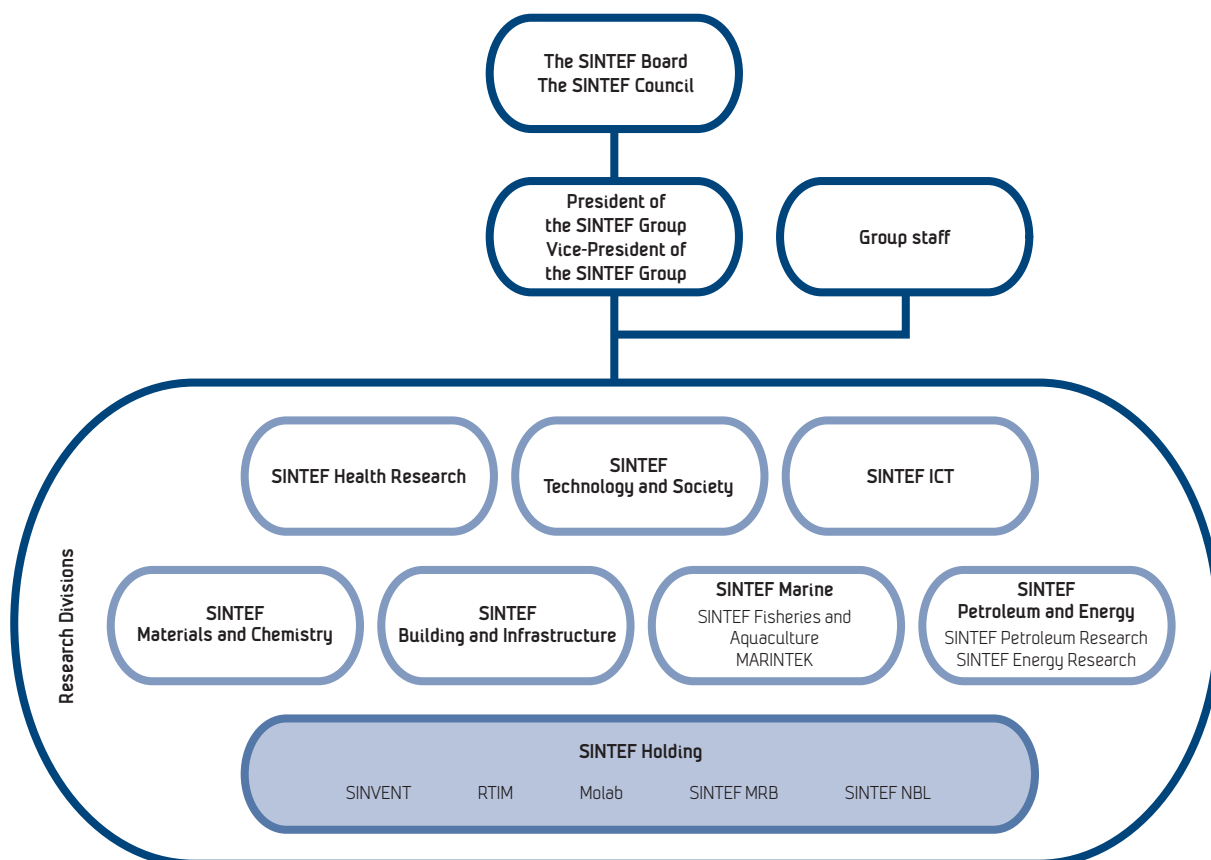 The SINTEF Board
The SINTEF Council
President of
the SINTEF Group
Vice-President of
the SINTEF Group
Group staff
Research Divisions
SINTEF Health Research
SINTEF
Technology and Society
SINTEF ICT
SINTEF
Materials and Chemistry
SINTEF
Building and Infrastructure
SINTEF Marine
SINTEF Fisheries and
Aquaculture
MARINTEK
SINTEF
Petroleum and Energy
SINTEF Petroleum Research
SINTEF Energy Research
SINTEF Holding
SINVENT RTIM Molab SINTEF MRB SINTEF NBL